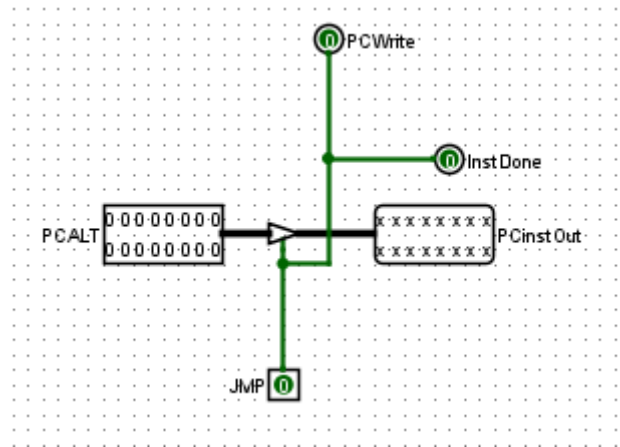 0 PCWrite
0 Inst Done
PCALT 0 0 0 0 0 0 0 0
0 0 0 0 0 0 0 0
x x x x x x x x PCinst Out
x x x x x x x x
JMP 0